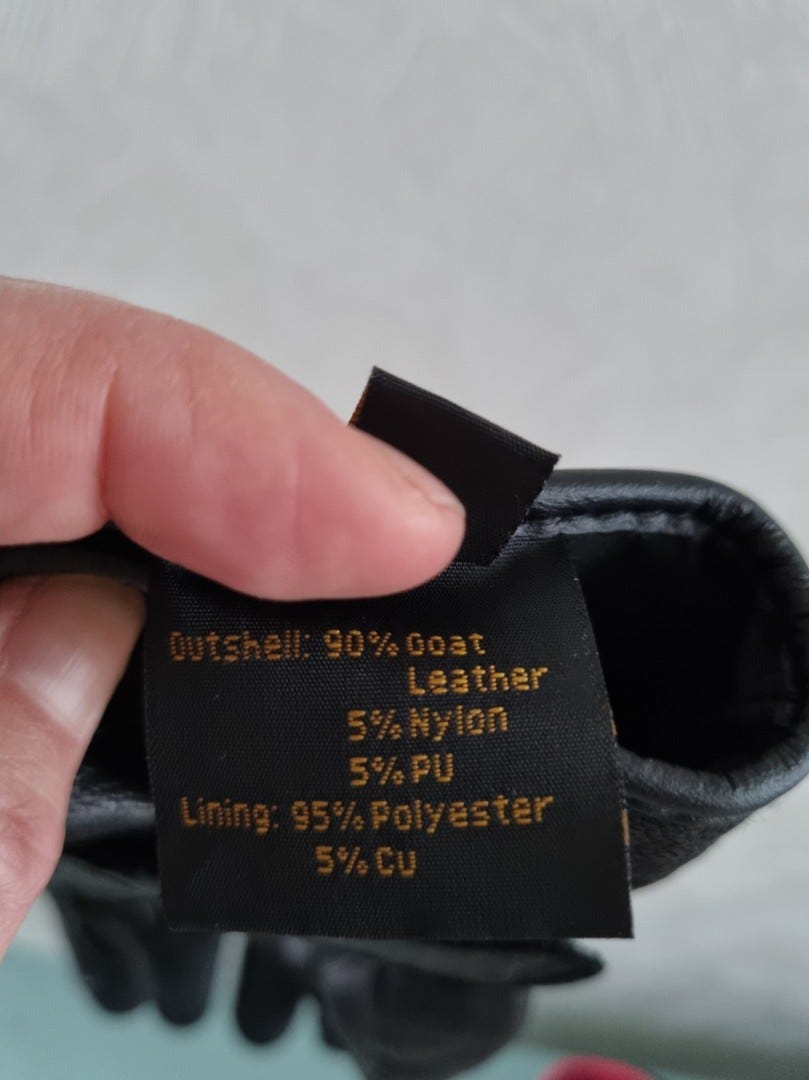 Outshell: 90% Goat
Leather
5% Nylon
5% PU
Lining: 95% Polyester
5% Cu